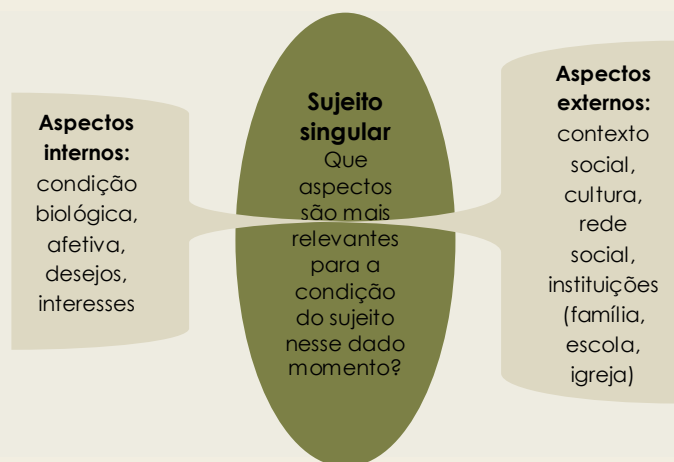 Aspectos
internos:
condição
biológica,
afetiva,
desejos,
interesses
Sujeito
singular
Que
aspectos
são mais
relevantes
para a
condição
do sujeito
nesse dado
momento?
Aspectos
externos:
contexto
social,
cultura,
rede
social,
instituições
(família,
escola,
igreja)